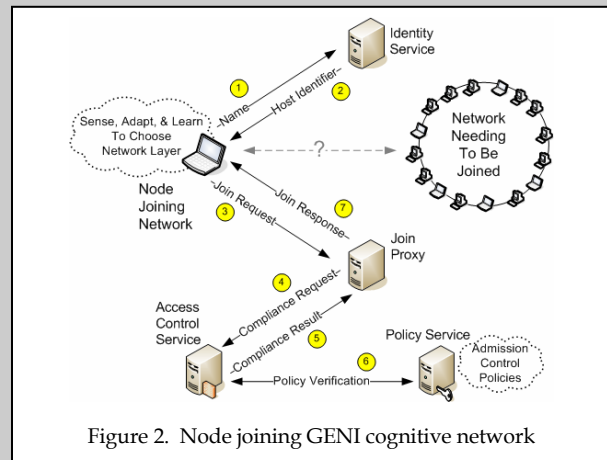 Identity
Service
1
Name
2
Host Identifier
Sense, Adapt, & Learn
To Choose
Network Layer
?
Network
Needing
To Be
Joined
Node
Joining
Network
3
Join Request
7
Join Response
Join
Proxy
4
Compliance Request
Access
Control
Service
Compliance Result
5
Policy Service
6
Policy Verification
Admission
Control
Policies
Figure 2. Node joining GENI cognitive network